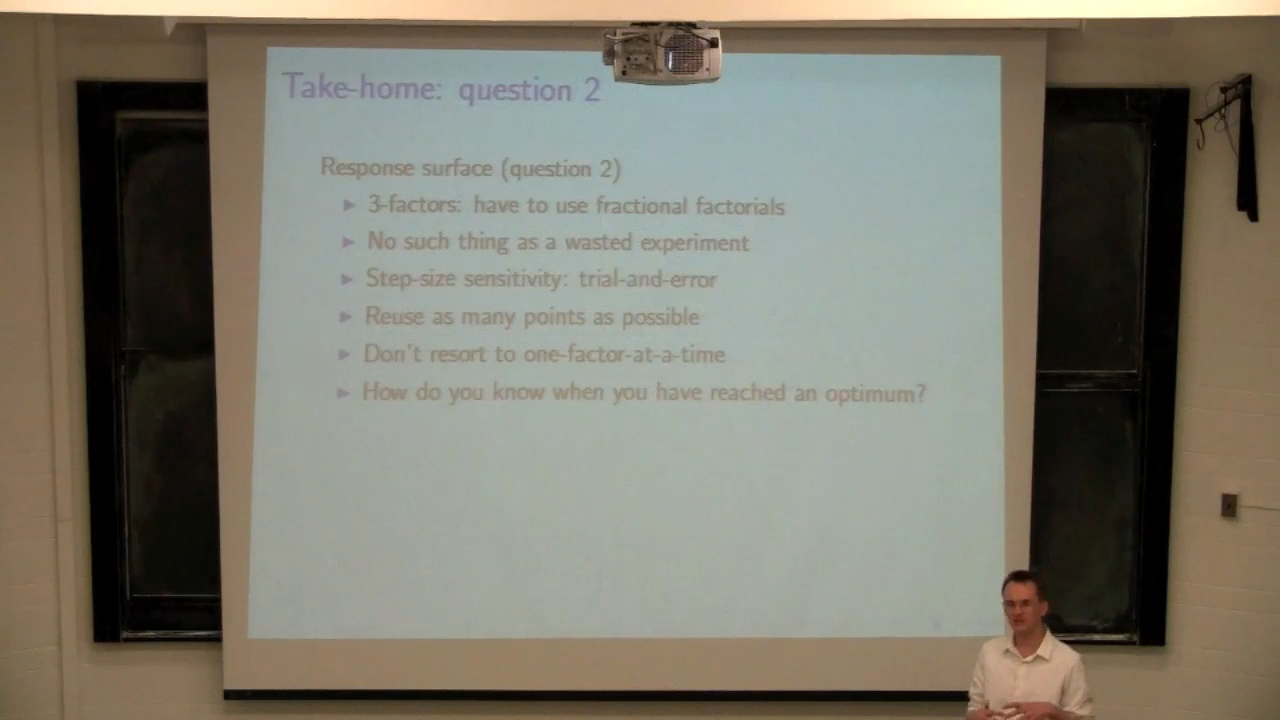 Take-home: question 2
Response surface (question 2)
► 3-factors: have to use fractional factorials
► No such thing as a wasted experiment
► Step-size sensitivity: trial-and-error
► Reuse as many points as possible
► Don't resort to one-factor-at-a-time
► How do you know when you have reached an optimum?